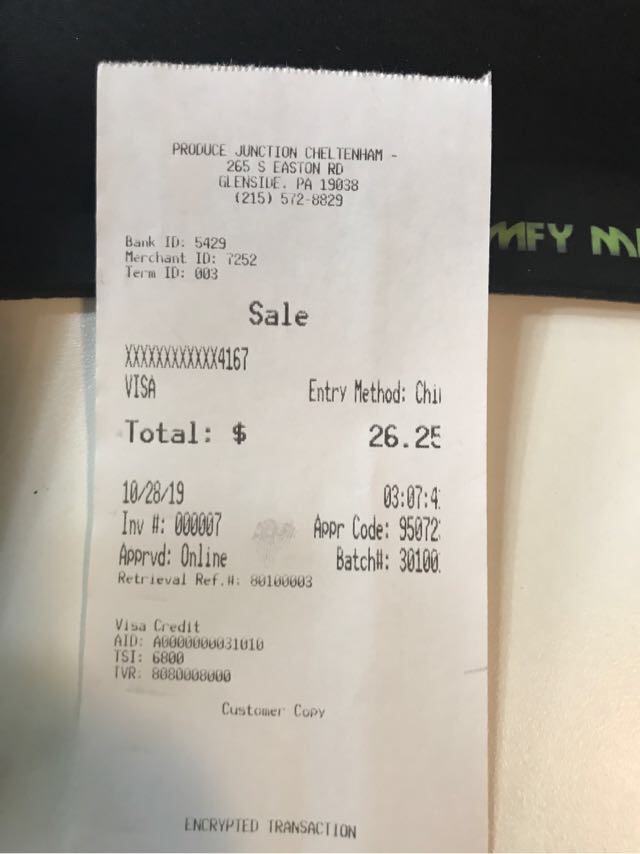 PRODUCE JUNCTION CHELTENHAM -
265 S EASTON RD
GLENSIDE. PA 19038
(215) 572-8829
Bank ID: 5429
Merchant ID: 7252
Term ID: 003
Sale
XXXXXXXXXXXX4167
VISA Entry Method: Chi
Total: $ 26.25
10/28/19 03:07:4
Inv #: 000007 Appr Code: 95072
Apprvd: Online Batch#: 30100
Retrieval Ref.#: 80100003
Visa Credit
AID: A0000000031010
TSI: 6800
TVR: 8080008000
Customer Copy
ENCRYPTED TRANSACTION